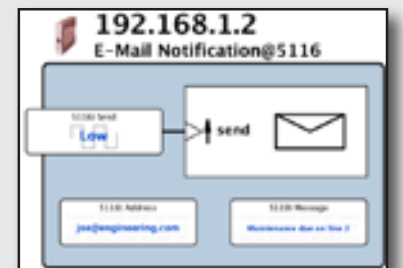 192.168.1.2
E-Mail Notification@5116
5116: Send
Low
send
5116: Address
joe@engineering.com
5116: Message
Maintenance due on line 2